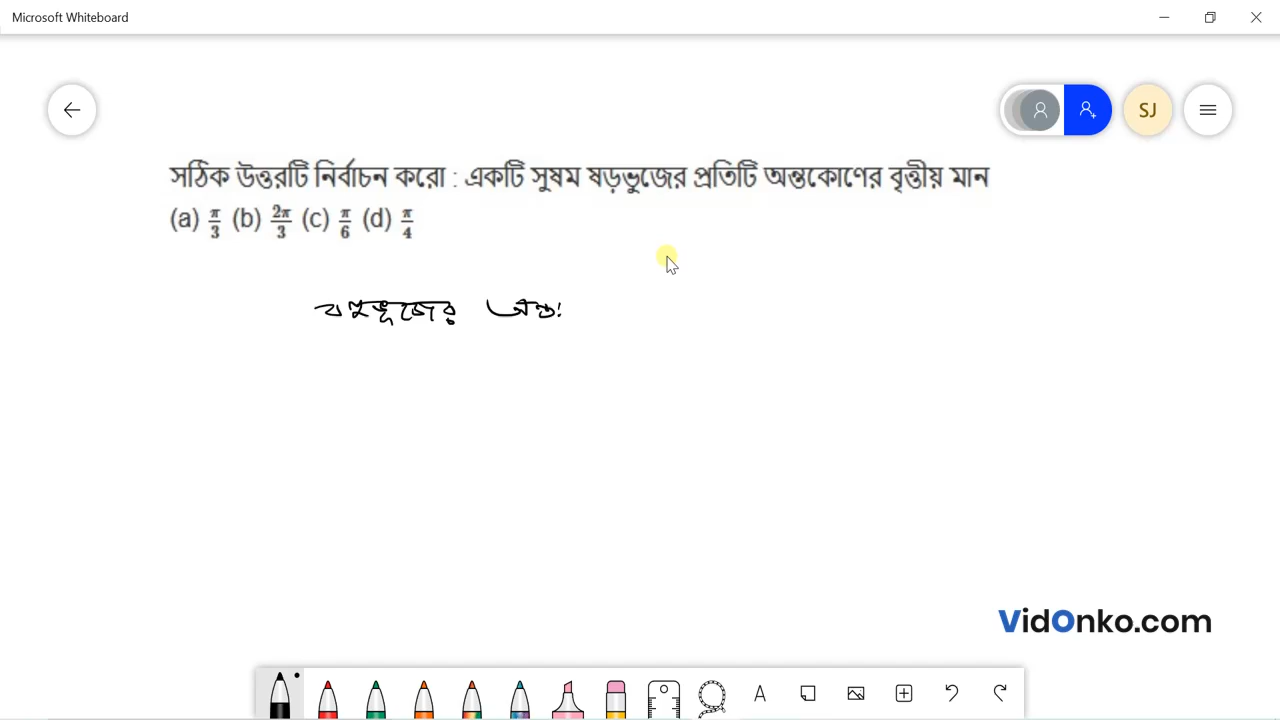 Microsoft Whiteboard
SJ
সঠিক উত্তরটি নির্বাচন করো : একটি সুষম ষড়ভুজের প্রতিটি অন্তকোণের বৃত্তীয় মান
(a) π/3 (b) 2π/3 (c) π/6 (d) π/4
বহুভূজের অন্তঃ
VidOnko.com
A